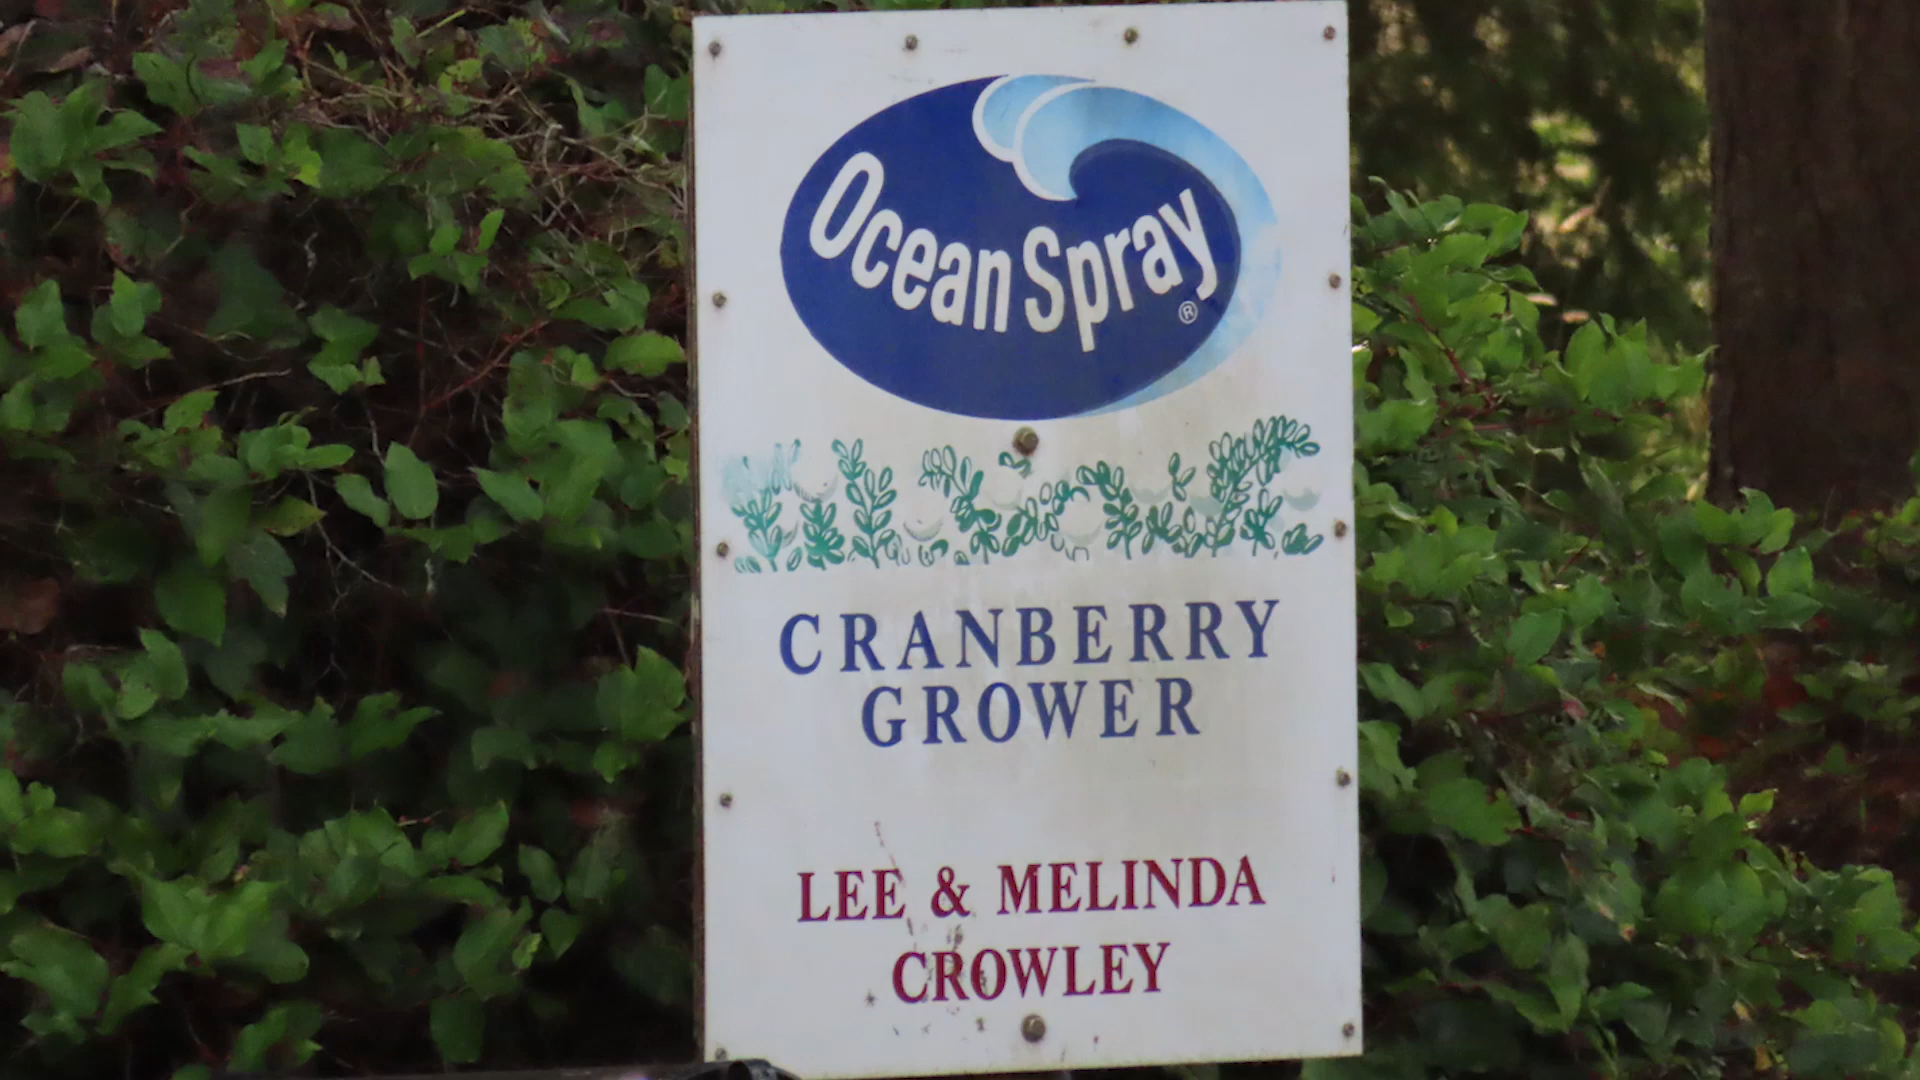 Ocean Spray ®
CRANBERRY
GROWER
LEE & MELINDA
CROWLEY